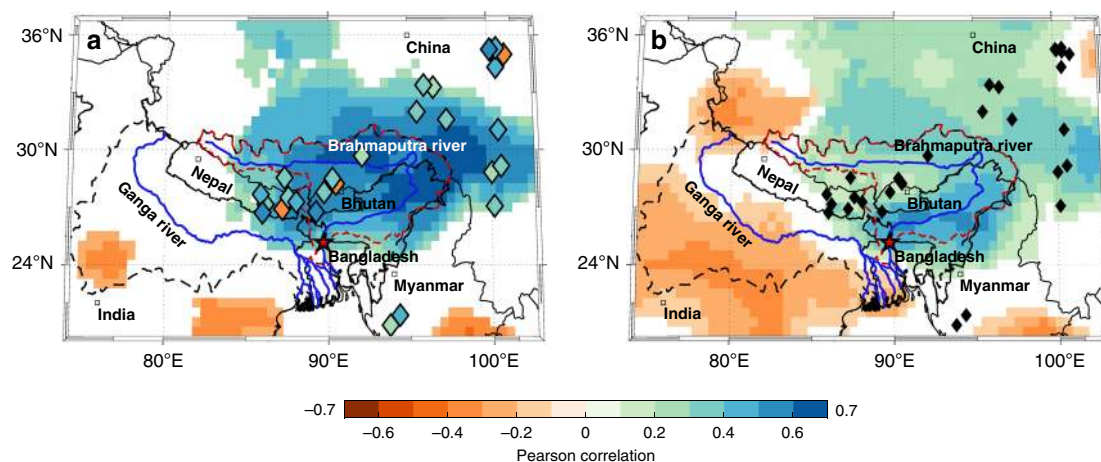 a
b
36°N
China
China
36°N
Brahmaputra river
Brahmaputra river
30°N
30°N
Nepal
Nepal
Bhutan
Bhutan
Ganga river
Ganga river
Bangladesh
Bangladesh
24°N
24°N
Myanmar
Myanmar
India
India
80°E
90°E
100°E
80°E
90°E
100°E
–0.7
0.7
–0.6
–0.4
–0.2
0
0.2
0.4
0.6
Pearson correlation